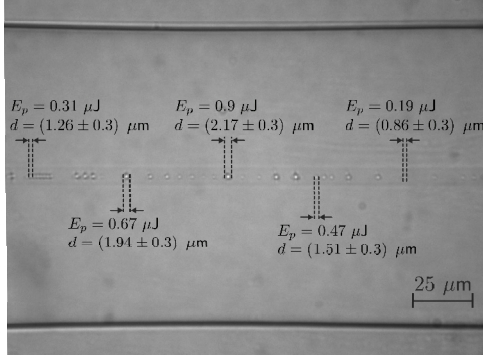 E_p = 0.31 μJ
d = (1.26 ± 0.3) μm
E_p = 0,9 μJ
d = (2.17 ± 0.3) μm
E_p = 0.19 μJ
d = (0.86 ± 0.3) μm
E_p = 0.67 μJ
d = (1.94 ± 0.3) μm
E_p = 0.47 μJ
d = (1.51 ± 0.3) μm
25 μm